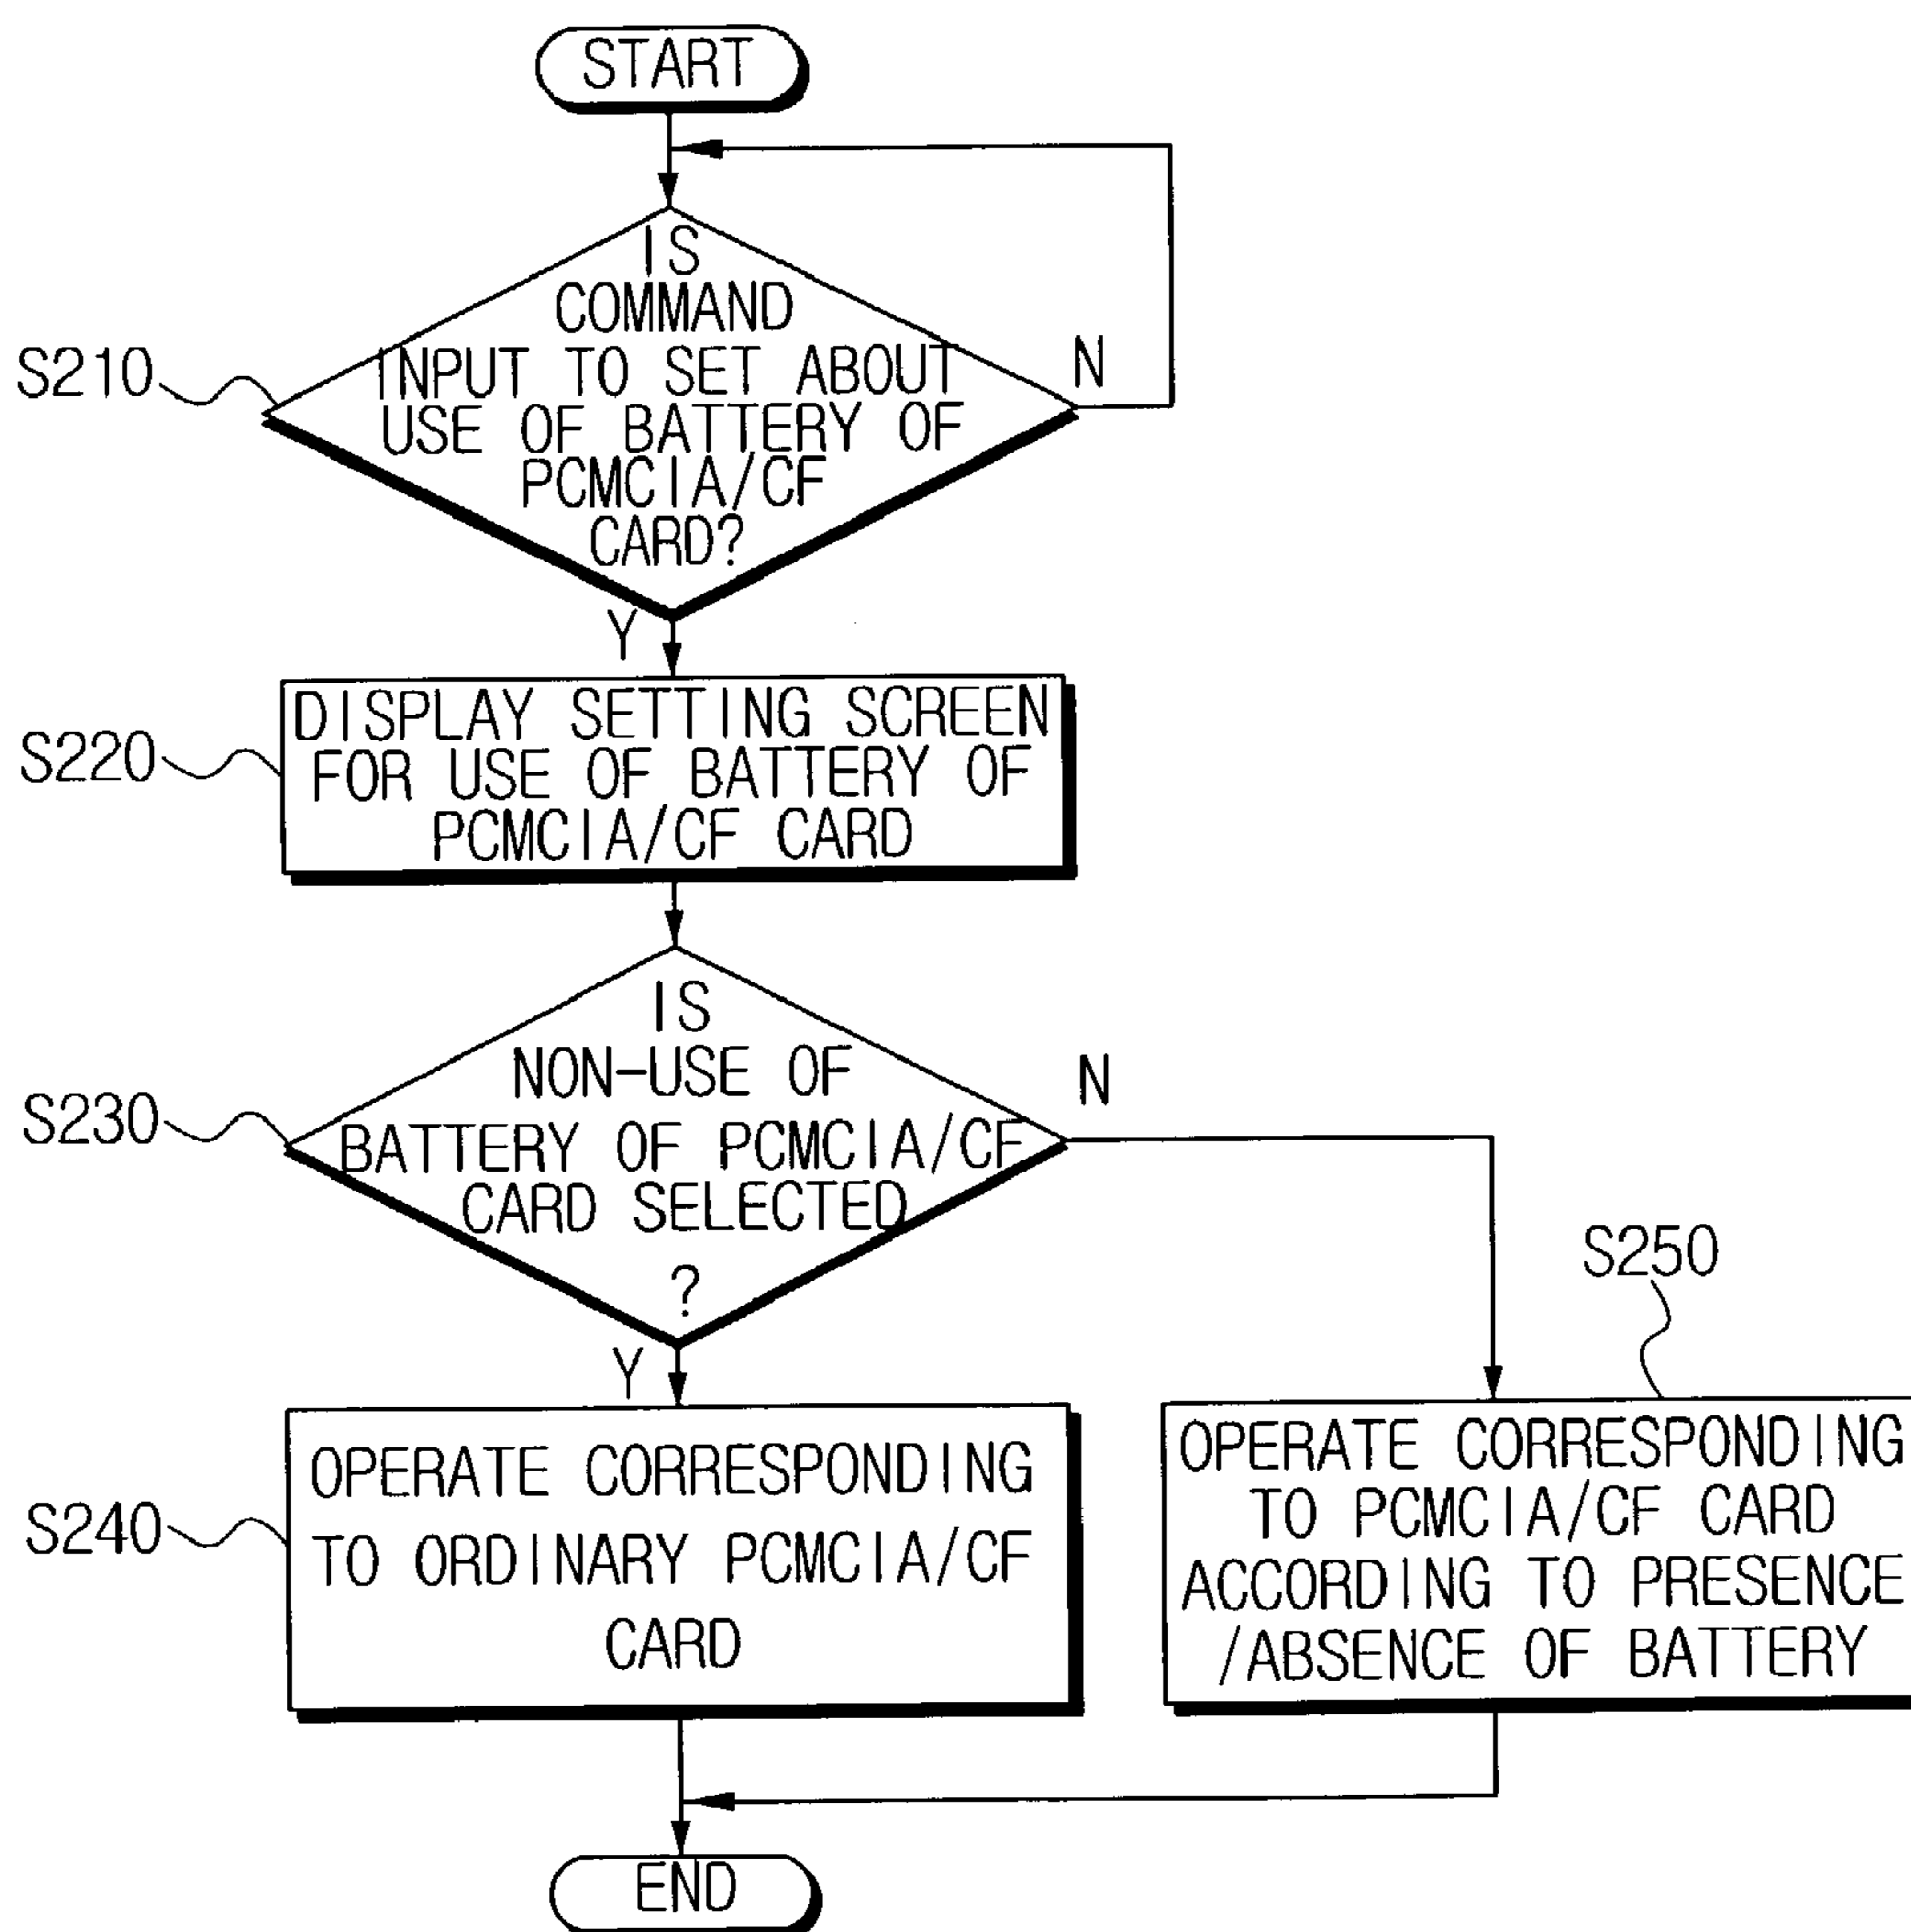 START
S210
IS
COMMAND
INPUT TO SET ABOUT
USE OF BATTERY OF
PCMCIA/CF
CARD?
N
Y
S220
DISPLAY SETTING SCREEN
FOR USE OF BATTERY OF
PCMCIA/CF CARD
S230
IS
NON-USE OF
BATTERY OF PCMCIA/CF
CARD SELECTED
?
N
Y
S240
OPERATE CORRESPONDING
TO ORDINARY PCMCIA/CF
CARD
S250
OPERATE CORRESPONDING
TO PCMCIA/CF CARD
ACCORDING TO PRESENCE
/ABSENCE OF BATTERY
END